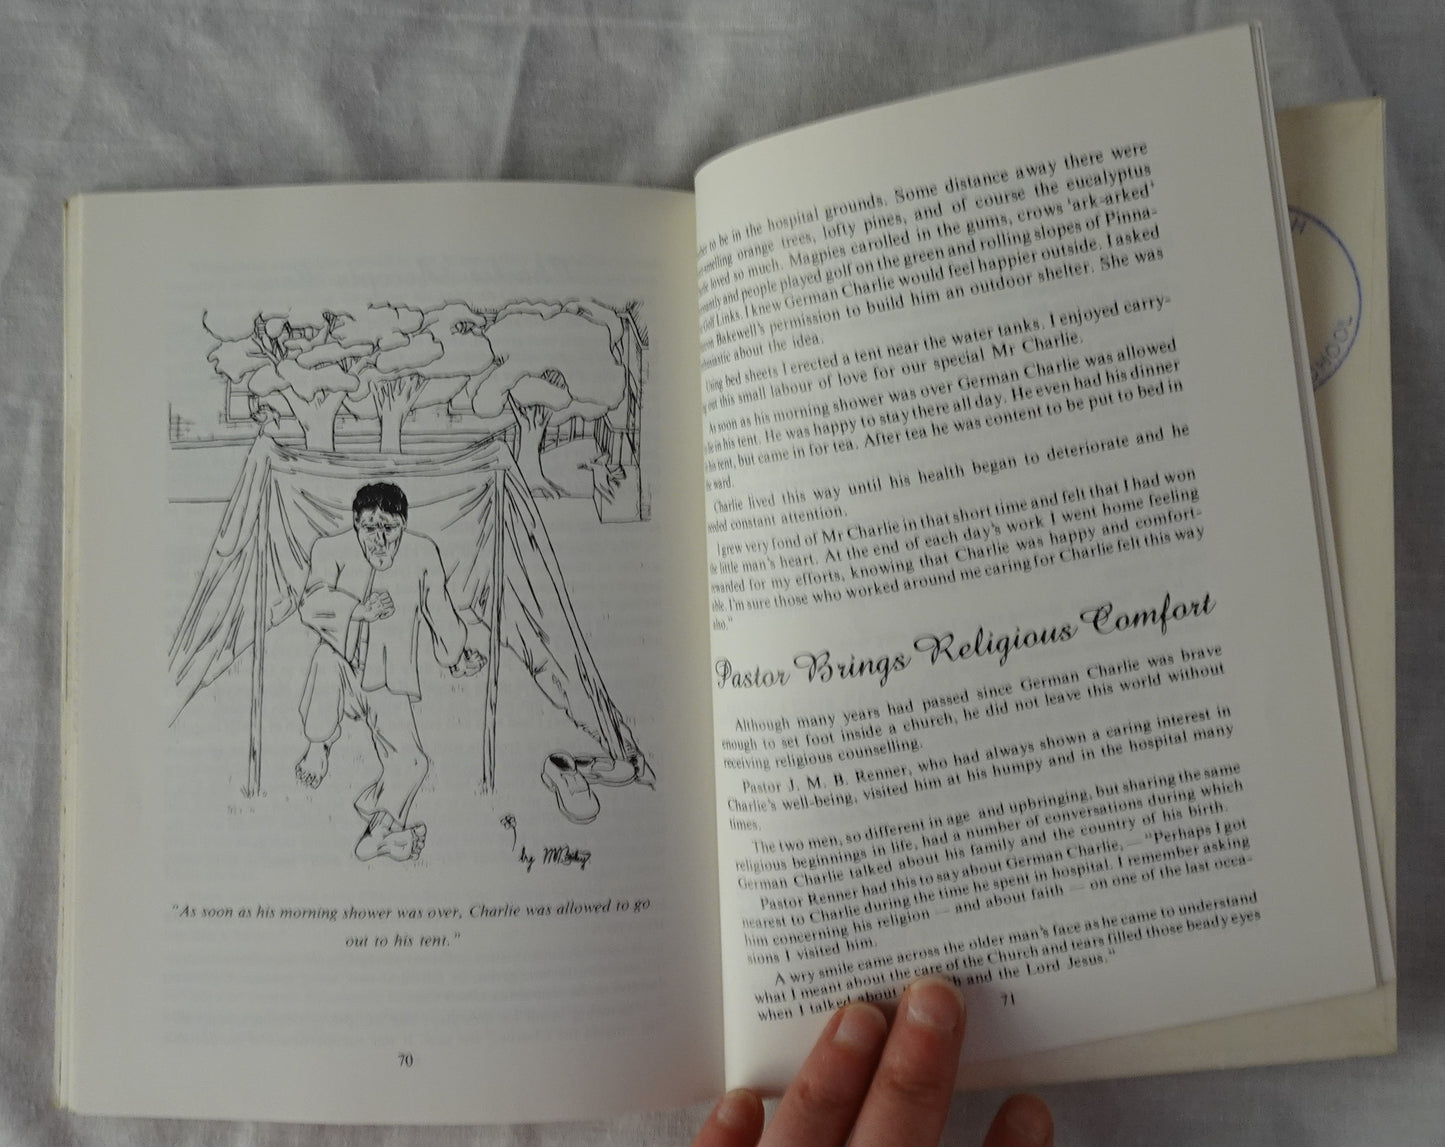 by
"As soon as his morning shower was over, Charlie was allowed to go
out to his tent."
70
to be in the hospital grounds. Some distance away there were
smelling orange trees, lofty pines, and of course the eucalyptus
loved so much. Magpies carolled in the gums, crows 'ark-arked'
and people played golf on the green and rolling slopes of Pinna-
Golf Links. I knew German Charlie would feel happier outside. I asked
Bakewell's permission to build him an outdoor shelter. She was
about the idea.
Using bed sheets I erected a tent near the water tanks. I enjoyed carry-
out this small labour of love for our special Mr Charlie.
As soon as his morning shower was over German Charlie was allowed
to be in his tent. He was happy to stay there all day. He even had his dinner
his tent, but came in for tea. After tea he was content to be put to bed in
the ward.
Charlie lived this way until his health began to deteriorate and he
needed constant attention.
I grew very fond of Mr Charlie in that short time and felt that I had won
the little man's heart. At the end of each day's work I went home feeling
rewarded for my efforts, knowing that Charlie was happy and comfort-
able. I'm sure those who worked around me caring for Charlie felt this way
also."
Pastor Brings Religious Comfort
Although many years had passed since German Charlie was brave
enough to set foot inside a church, he did not leave this world without
receiving religious counselling.
Pastor J. M. B. Renner, who had always shown a caring interest in
Charlie's well-being, visited him at his humpy and in the hospital many
times.
The two men, so different in age and upbringing, but sharing the same
religious beginnings in life, had a number of conversations during which
German Charlie talked about his family and the country of his birth.
Pastor Renner had this to say about German Charlie, — "Perhaps I got
nearest to Charlie during the time he spent in hospital. I remember asking
him concerning his religion — and about faith — on one of the last occa-
sions I visited him.
A wry smile came across the older man's face as he came to understand
what I meant about the care of the Church and tears filled those beady eyes
when I talked about and the Lord Jesus."
71